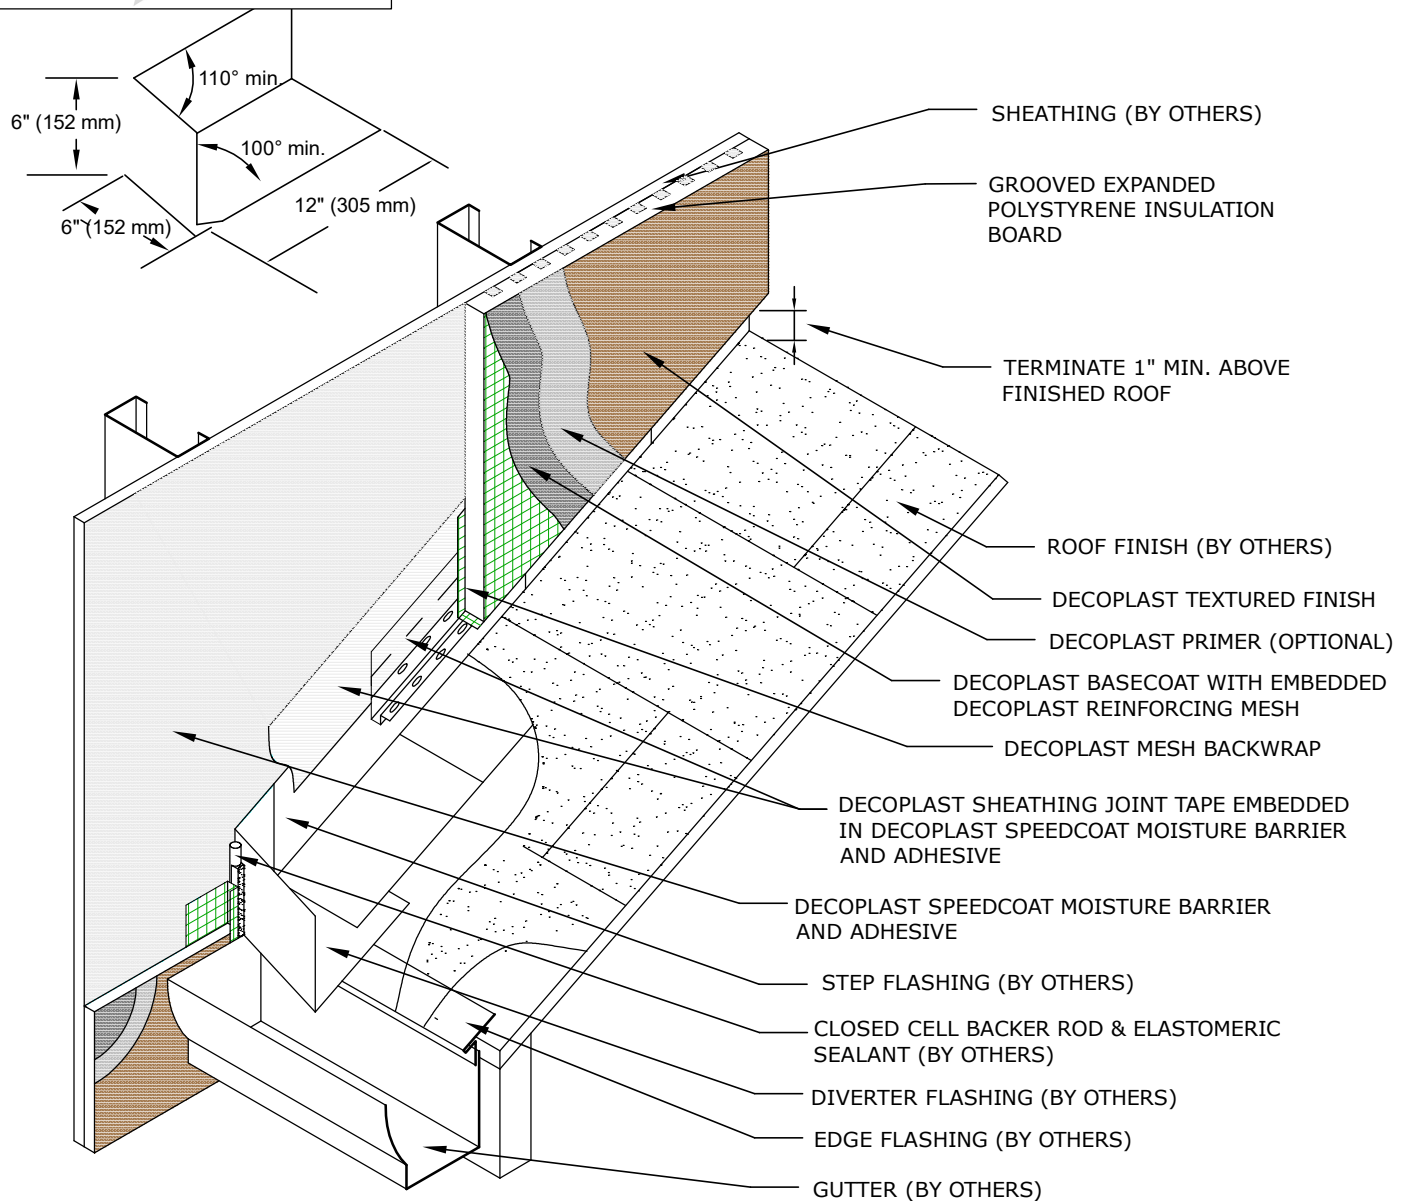 110° min.
6" (152 mm)
100° min.
12" (305 mm)
6" (152 mm)
SHEATHING (BY OTHERS)
GROOVED EXPANDED
POLYSTYRENE INSULATION
BOARD
TERMINATE 1" MIN. ABOVE
FINISHED ROOF
ROOF FINISH (BY OTHERS)
DECOPLAST TEXTURED FINISH
DECOPLAST PRIMER (OPTIONAL)
DECOPLAST BASECOAT WITH EMBEDDED
DECOPLAST REINFORCING MESH
DECOPLAST MESH BACKWRAP
DECOPLAST SHEATHING JOINT TAPE EMBEDDED
IN DECOPLAST SPEEDCOAT MOISTURE BARRIER
AND ADHESIVE
DECOPLAST SPEEDCOAT MOISTURE BARRIER
AND ADHESIVE
STEP FLASHING (BY OTHERS)
CLOSED CELL BACKER ROD & ELASTOMERIC
SEALANT (BY OTHERS)
DIVERTER FLASHING (BY OTHERS)
EDGE FLASHING (BY OTHERS)
GUTTER (BY OTHERS)